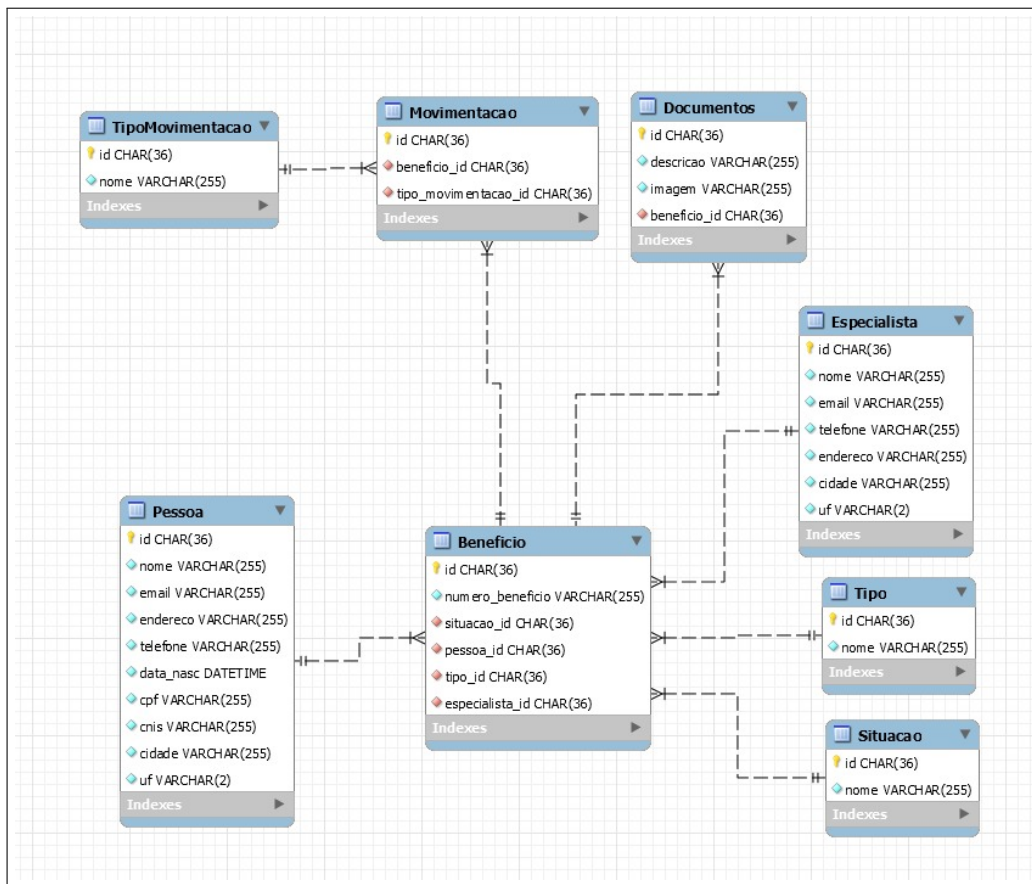 TipoMovimentacao
id CHAR(36)
nome VARCHAR(255)
Indexes
Movimentacao
id CHAR(36)
beneficio_id CHAR(36)
tipo_movimentacao_id CHAR(36)
Indexes
Documentos
id CHAR(36)
descricao VARCHAR(255)
imagem VARCHAR(255)
beneficio_id CHAR(36)
Indexes
Especialista
id CHAR(36)
nome VARCHAR(255)
email VARCHAR(255)
telefone VARCHAR(255)
endereco VARCHAR(255)
cidade VARCHAR(255)
uf VARCHAR(2)
Indexes
Pessoa
id CHAR(36)
nome VARCHAR(255)
email VARCHAR(255)
endereco VARCHAR(255)
telefone VARCHAR(255)
data_nasc DATETIME
cpf VARCHAR(255)
cnis VARCHAR(255)
cidade VARCHAR(255)
uf VARCHAR(2)
Indexes
Beneficio
id CHAR(36)
numero_beneficio VARCHAR(255)
situacao_id CHAR(36)
pessoa_id CHAR(36)
tipo_id CHAR(36)
especialista_id CHAR(36)
Indexes
Tipo
id CHAR(36)
nome VARCHAR(255)
Indexes
Situacao
id CHAR(36)
nome VARCHAR(255)
Indexes